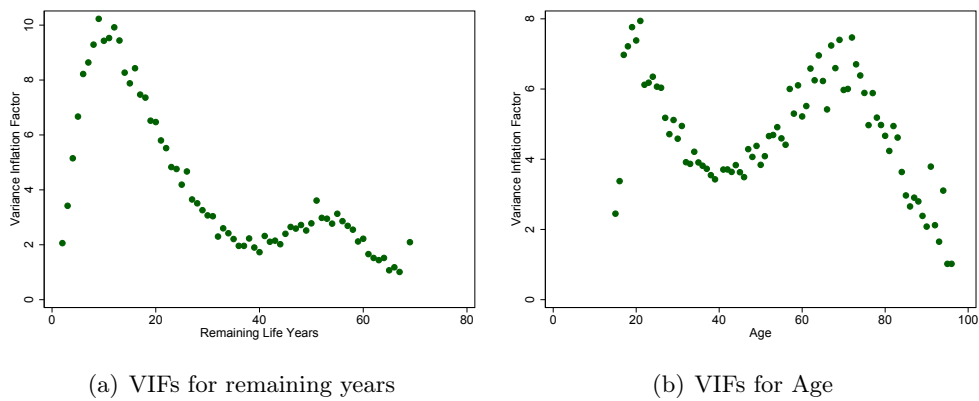 Variance Inflation Factor
10
8
6
4
2
0
0 20 40 60 80
Remaining Life Years
(a) VIFs for remaining years
Variance Inflation Factor
8
6
4
2
0
0 20 40 60 80 100
Age
(b) VIFs for Age